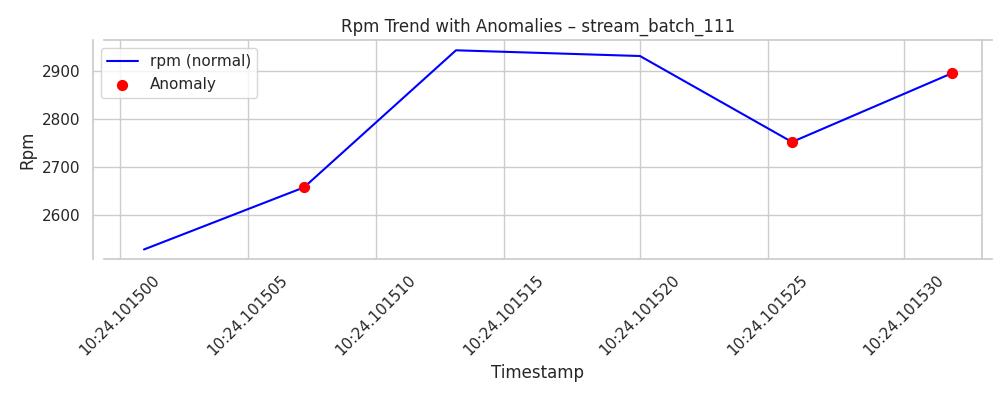 Rpm Trend with Anomalies – stream_batch_111
rpm (normal)
Anomaly
Rpm
2900
2800
2700
2600
10:24.101500
10:24.101505
10:24.101510
10:24.101515
10:24.101520
10:24.101525
10:24.101530
Timestamp